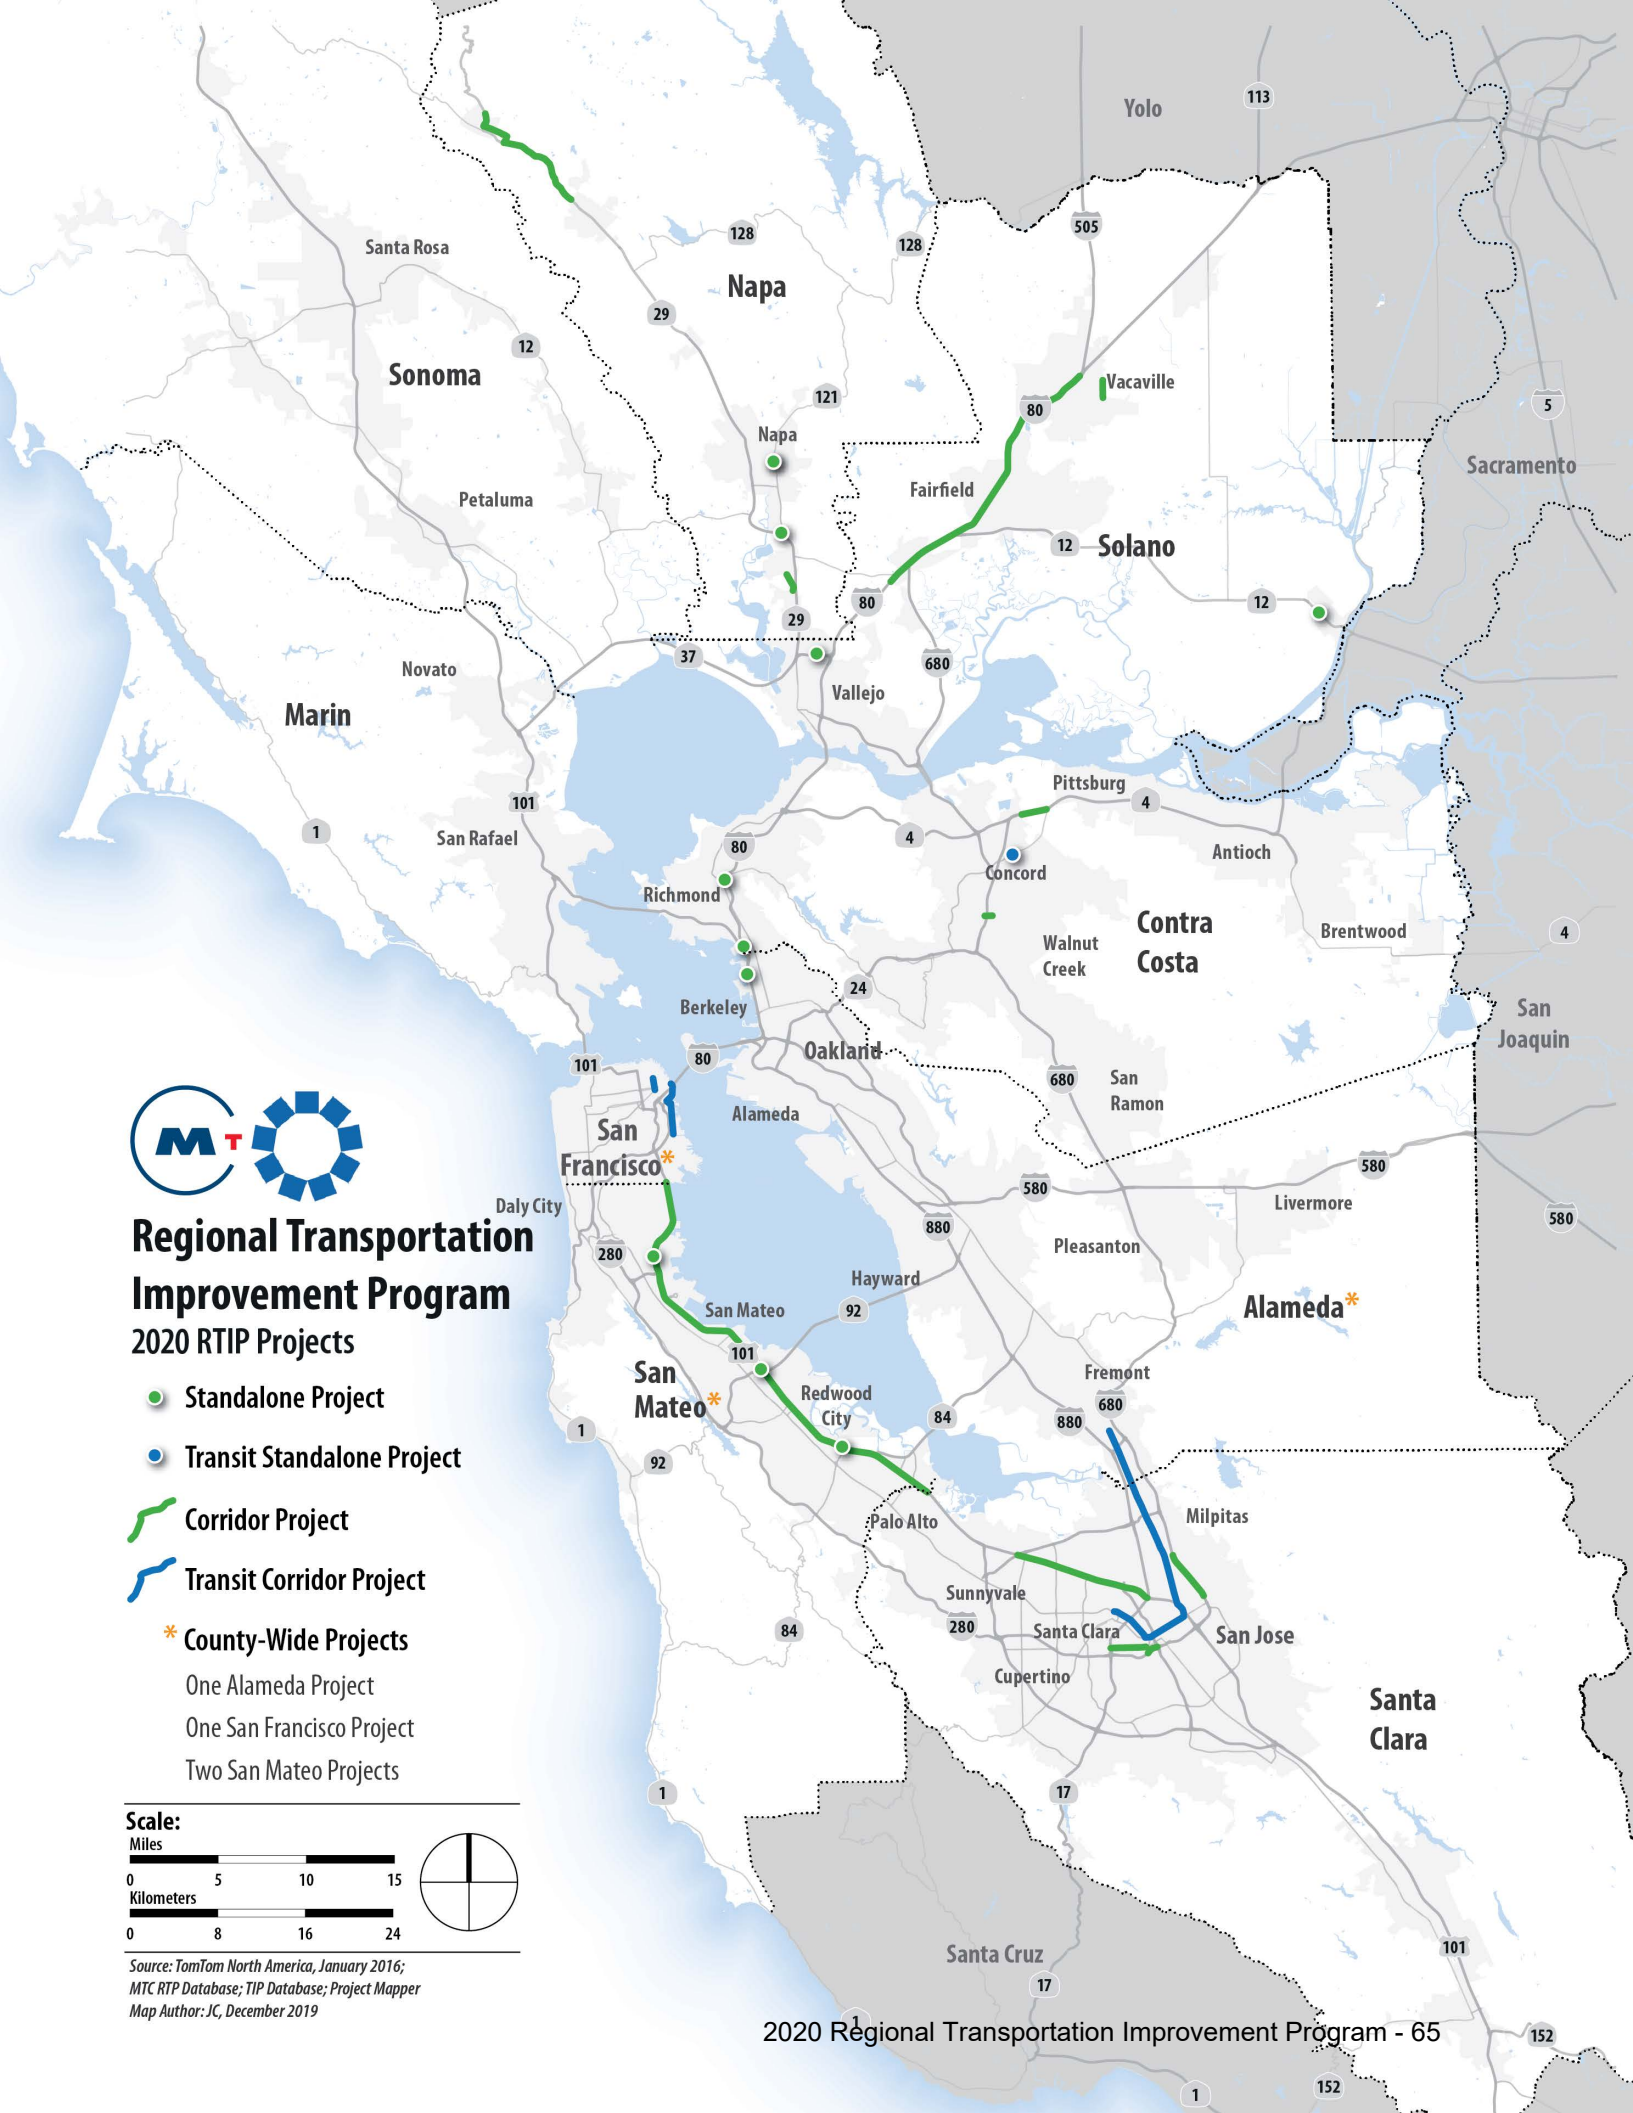 Yolo
113
505
Santa Rosa
128
128
Napa
29
12
Sonoma
121
Vacaville
80
5
Napa
Sacramento
Petaluma
Fairfield
12
Solano
80
12
29
37
680
Novato
Vallejo
Marin
Pittsburg
4
101
1
San Rafael
80
4
Antioch
Concord
Richmond
Contra
Costa
Brentwood
4
Walnut
Creek
24
Berkeley
San
Joaquin
Oakland
101
80
680
San
Ramon
Alameda
San
Francisco*
580
580
Livermore
580
Daly City
880
Pleasanton
280
Hayward
92
San Mateo
Alameda*
101
San
Mateo*
Fremont
Redwood
City
680
84
880
1
92
Palo Alto
Milpitas
Sunnyvale
280
Santa Clara
San Jose
84
Cupertino
Santa
Clara
1
17
Santa Cruz
17
101
1
152
152
1
M T
Regional Transportation
Improvement Program
2020 RTIP Projects
Standalone Project
Transit Standalone Project
Corridor Project
Transit Corridor Project
* County-Wide Projects
One Alameda Project
One San Francisco Project
Two San Mateo Projects
Scale:
Miles
0 5 10 15
Kilometers
0 8 16 24
Source: TomTom North America, January 2016;
MTC RTP Database; TIP Database; Project Mapper
Map Author: JC, December 2019
2020 Regional Transportation Improvement Program - 65